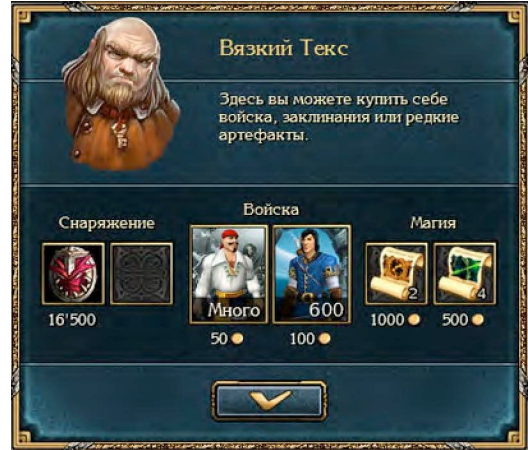 Вязкий Текс
Здесь вы можете купить себе
войска, заклинания или редкие
артефакты.
Снаряжение
Войска
Магия
Много
600
2
4
16'500
50
100
1000
500